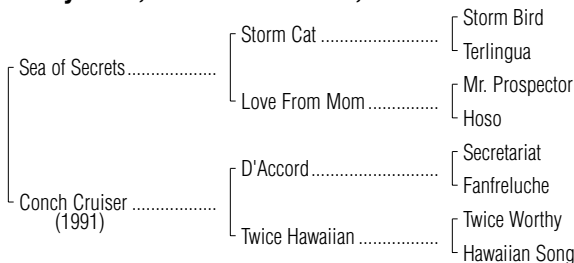 Storm Bird
Storm Cat ..........................
Terlingua
Sea of Secrets....................
Mr. Prospector
Love From Mom ................
Hoso
Secretariat
D'Accord............................
Fanfreluche
Conch Cruiser ...................
(1991)
Twice Worthy
Twice Hawaiian ..................
Hawaiian Song